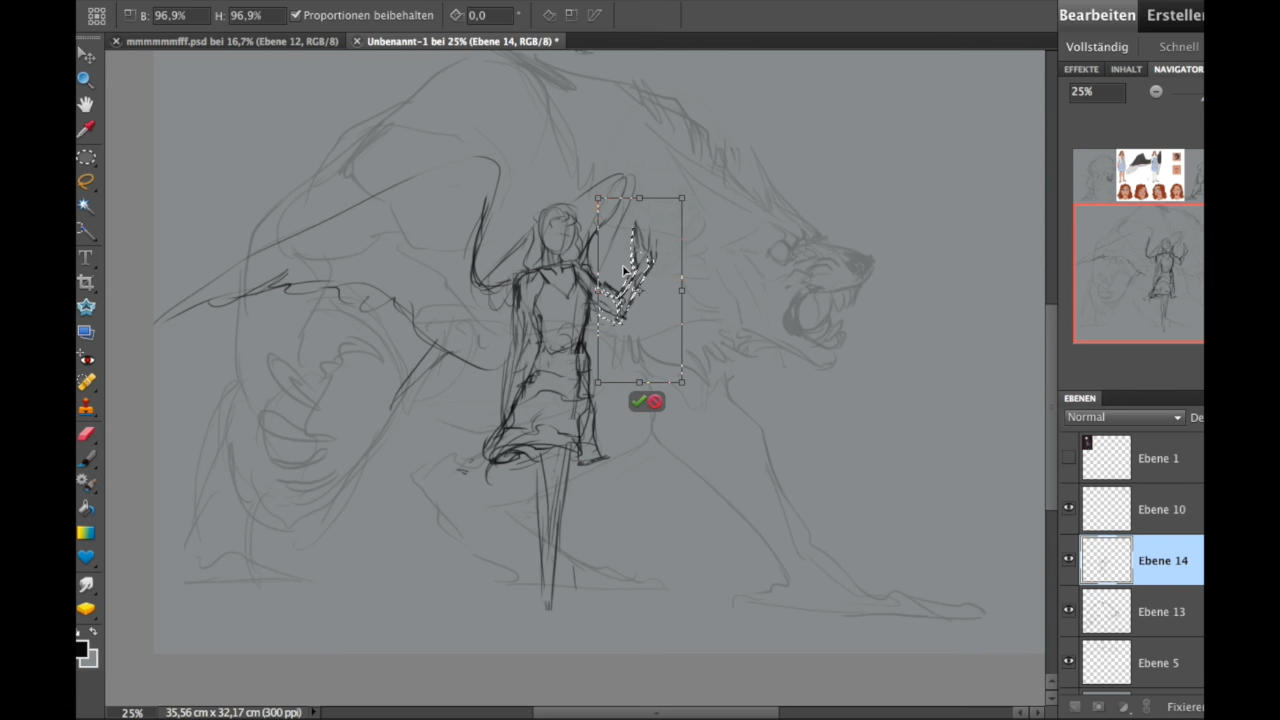 B: 96,9% H: 96,9% Proportionen beibehalten 0,0 °
Bearbeiten Erstellen
mmmmmmfff.psd bei 16,7% (Ebene 12, RGB/8)
Unbenannt-1 bei 25% (Ebene 14, RGB/8) *
Vollständig Schnell
EFFEKTE INHALT NAVIGATOR
25%
EBENEN
Normal De
Ebene 1
Ebene 10
Ebene 14
Ebene 13
Ebene 5
Fixieren
25% 35,56 cm x 32,17 cm (300 ppi)